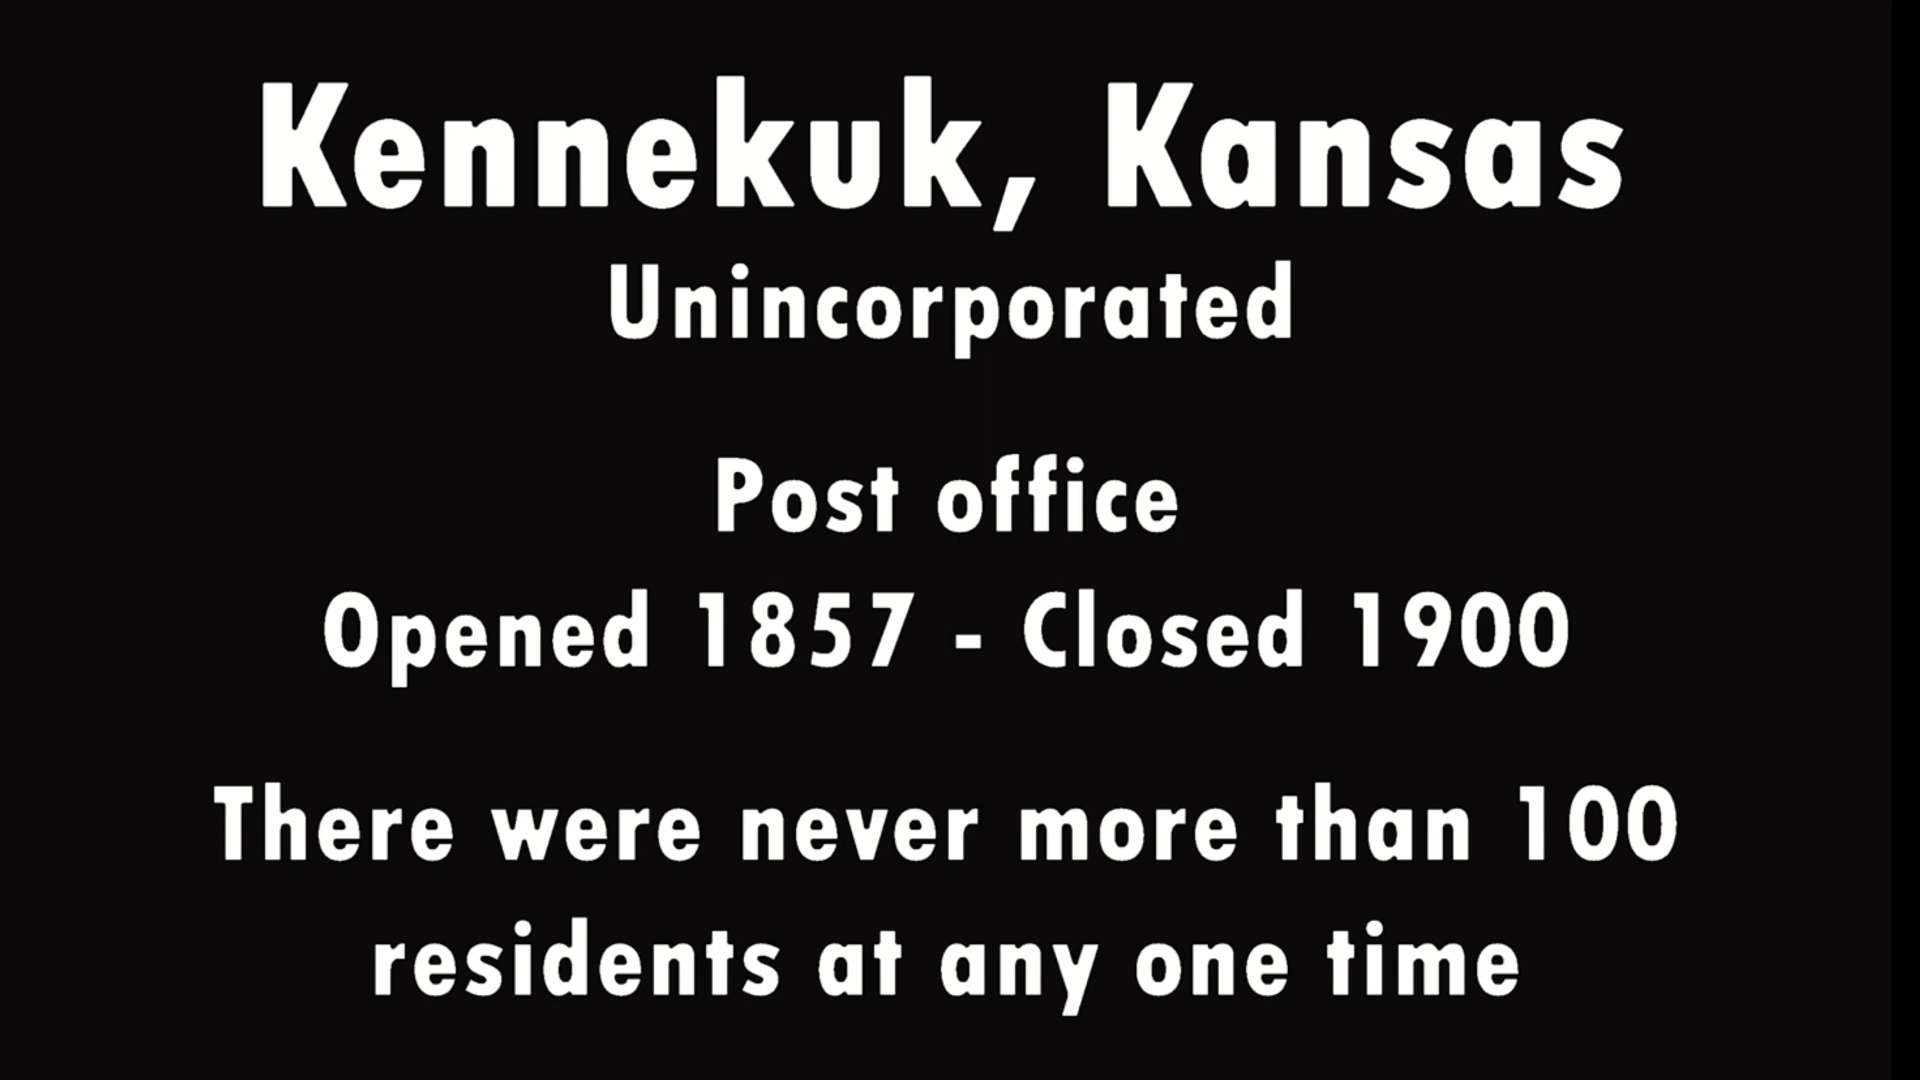 Kennekuk, Kansas
Unincorporated
Post office
Opened 1857 - Closed 1900
There were never more than 100
residents at any one time